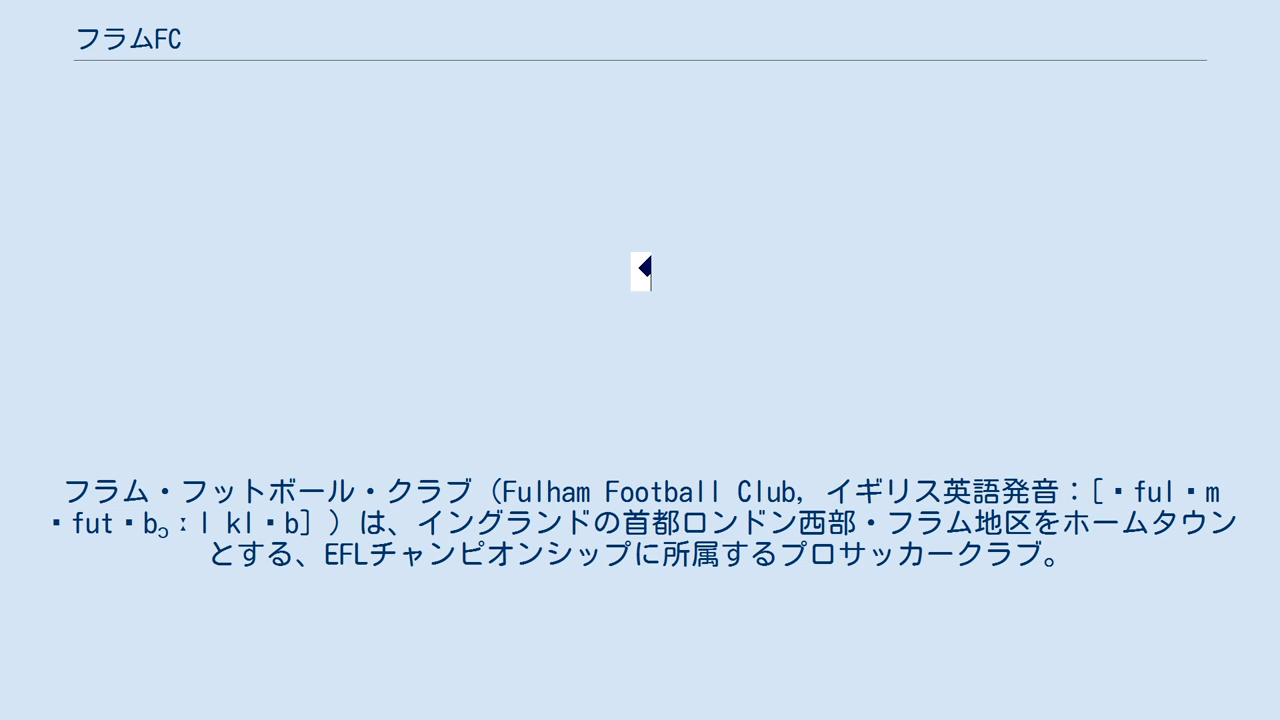 フラムFC
フラム・フットボール・クラブ（Fulham Football Club, イギリス英語発音：[・ful・m
・fut・bɔːl kl・b] ）は、イングランドの首都ロンドン西部・フラム地区をホームタウン
とする、EFLチャンピオンシップに所属するプロサッカークラブ。